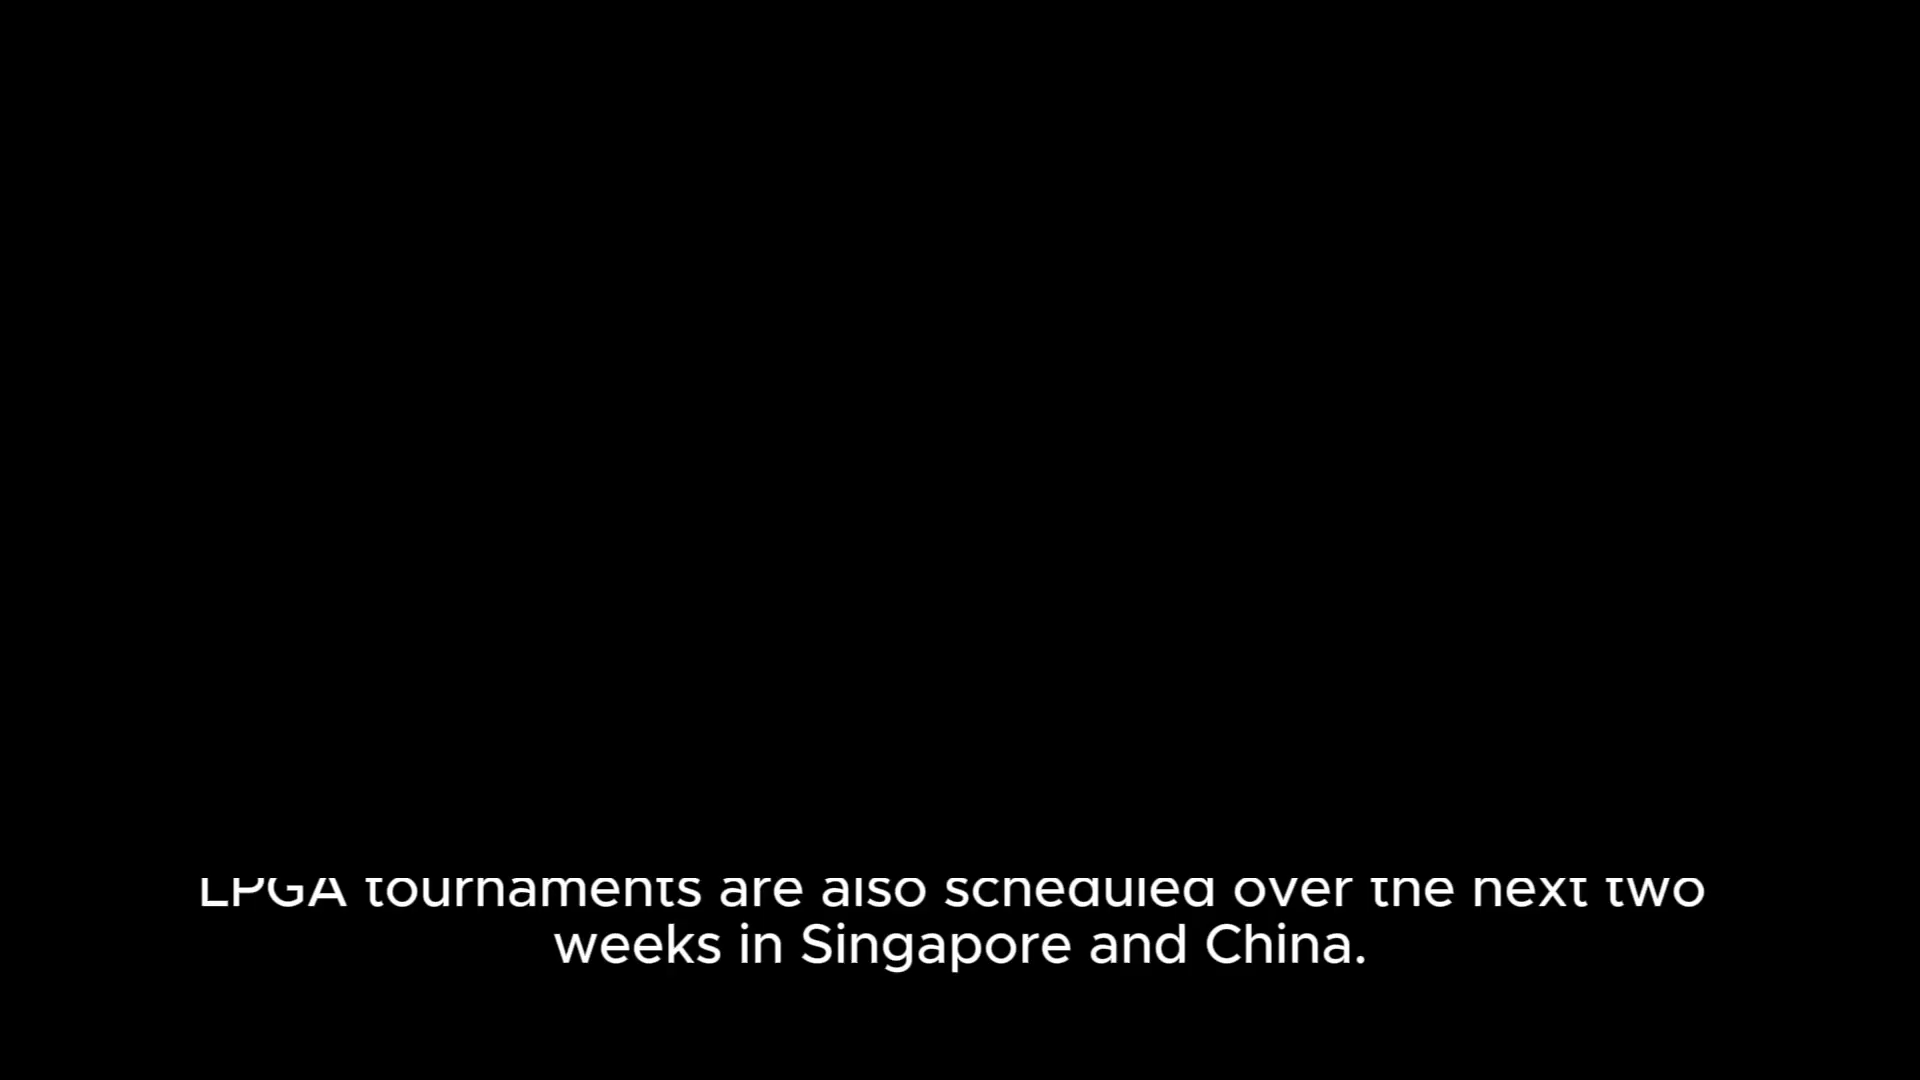 LPGA tournaments are also scheduled over the next two
weeks in Singapore and China.